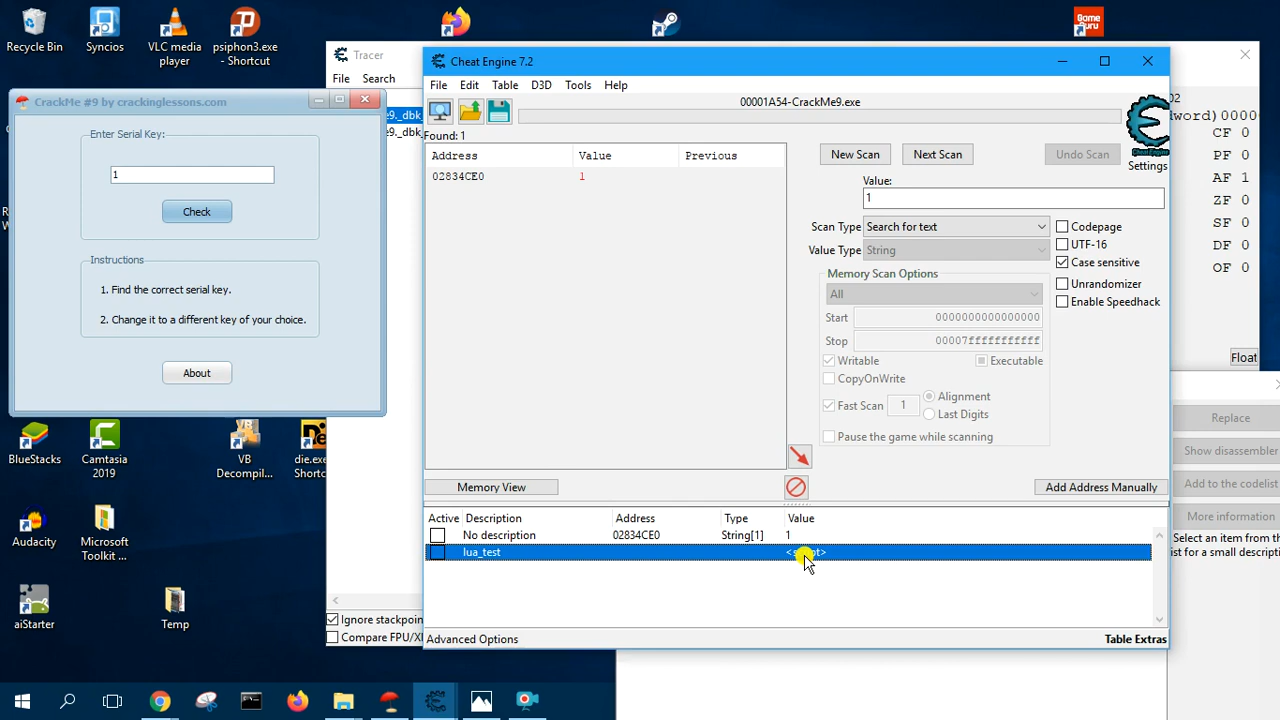 Recycle Bin
Syncios
VLC media player
psiphon3.exe - Shortcut
Game Guru
Tracer
File Search
Cheat Engine 7.2
File Edit Table D3D Tools Help
00001A54-CrackMe9.exe
Found: 1
Address Value Previous
02834CE0 1
New Scan
Next Scan
Undo Scan
Settings
Value:
1
Scan Type Search for text
Value Type String
Codepage
UTF-16
Case sensitive
Memory Scan Options
All
Unrandomizer
Enable Speedhack
Start 0000000000000000
Stop 00007fffffffffff
Writable
Executable
CopyOnWrite
Fast Scan 1
Alignment
Last Digits
Pause the game while scanning
Memory View
Add Address Manually
Active Description Address Type Value
No description 02834CE0 String[1] 1
lua_test
Advanced Options
Table Extras
CrackMe #9 by crackinglessons.com
Enter Serial Key:
1
Check
Instructions
1. Find the correct serial key.
2. Change it to a different key of your choice.
About
CF 0
PF 0
AF 1
ZF 0
SF 0
DF 0
OF 0
Float
Replace
Show disassembler
Add to the codelist
More information
Select an item from the
Ignore stackpoin
Compare FPU/X
BlueStacks
Camtasia 2019
VB Decompil...
die.exe
Audacity
Microsoft Toolkit ...
aiStarter
Temp